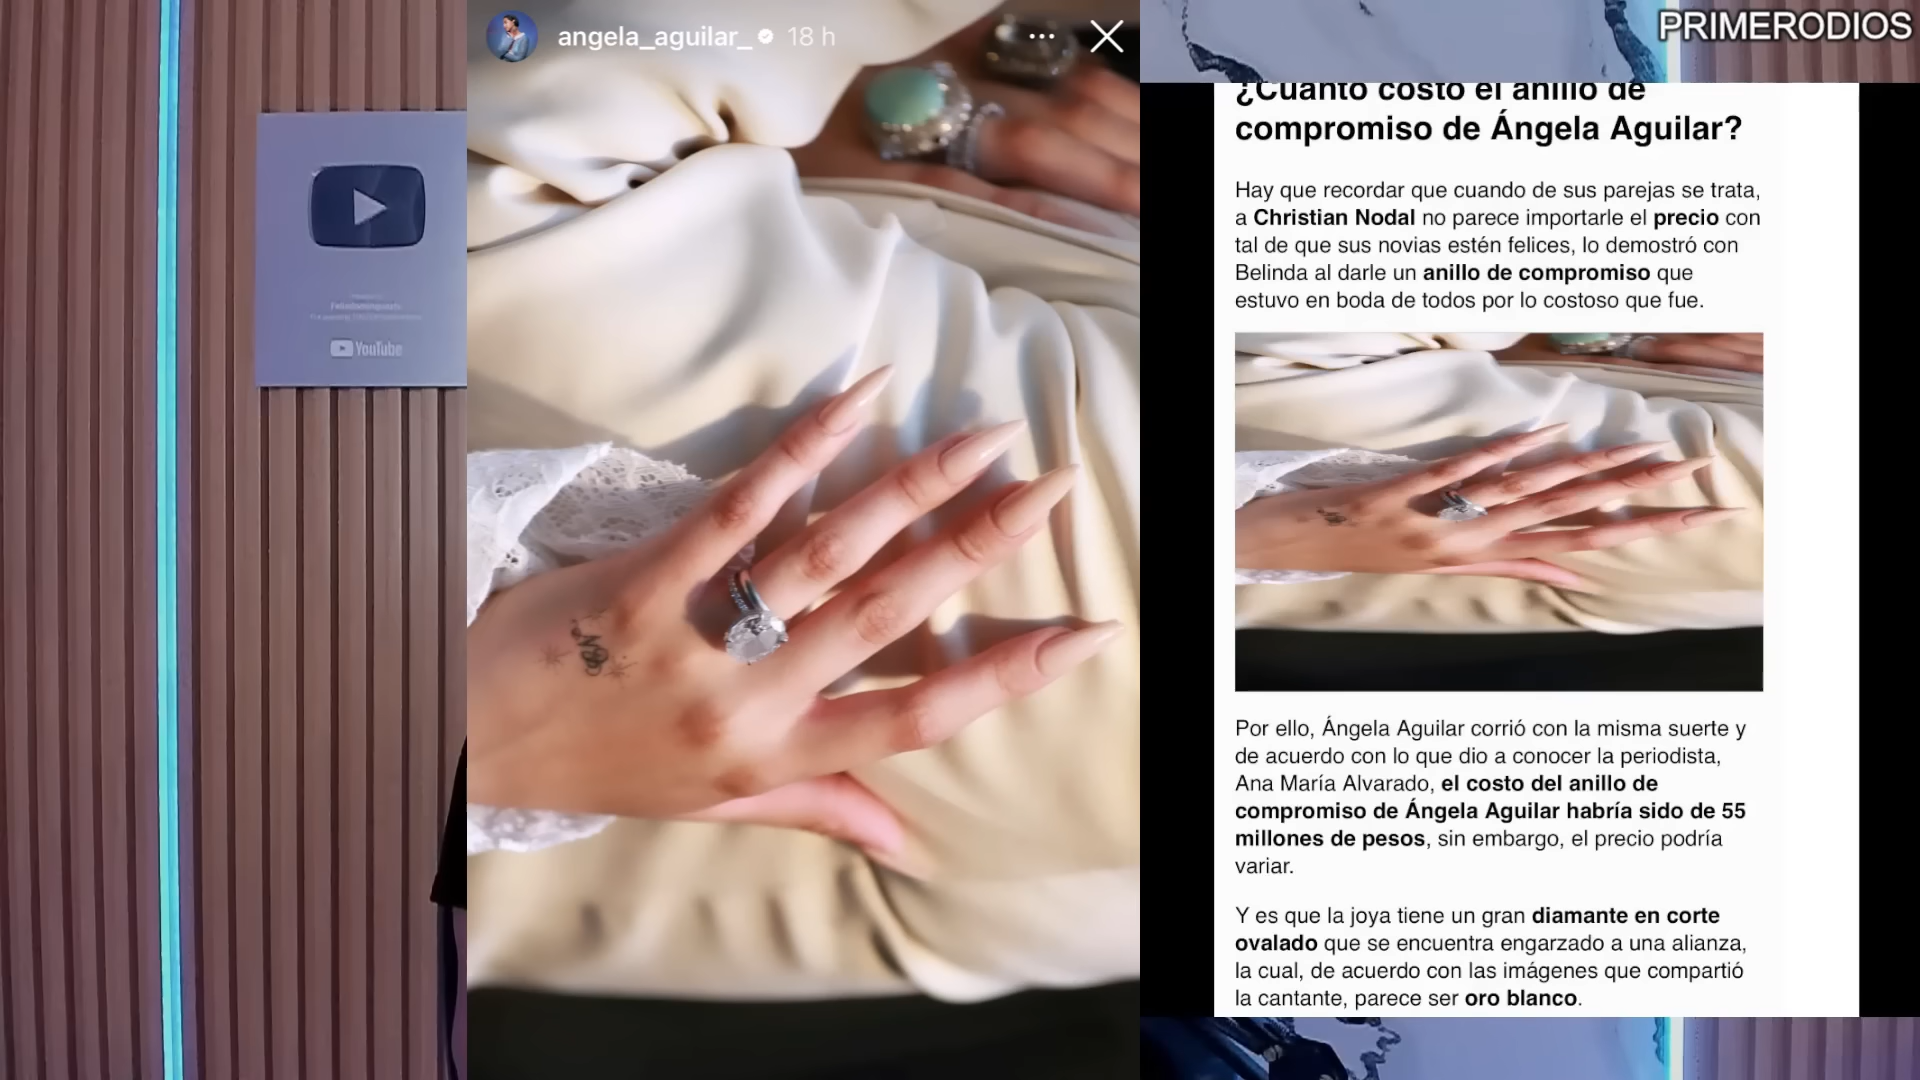 YouTube
angela_aguilar_ 18 h
PRIMERODIOS
¿Cuánto costó el anillo de
compromiso de Ángela Aguilar?
Hay que recordar que cuando de sus parejas se trata,
a Christian Nodal no parece importarle el precio con
tal de que sus novias estén felices, lo demostró con
Belinda al darle un anillo de compromiso que
estuvo en boda de todos por lo costoso que fue.
Por ello, Ángela Aguilar corrió con la misma suerte y
de acuerdo con lo que dio a conocer la periodista,
Ana María Alvarado, el costo del anillo de
compromiso de Ángela Aguilar habría sido de 55
millones de pesos, sin embargo, el precio podría
variar.
Y es que la joya tiene un gran diamante en corte
ovalado que se encuentra engarzado a una alianza,
la cual, de acuerdo con las imágenes que compartió
la cantante, parece ser oro blanco.